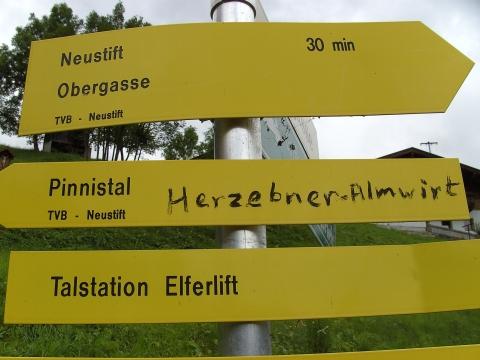 Neustift 30 min
Obergasse
TVB - Neustift
Pinnistal Herzebner-Almwirt
TVB - Neustift
Talstation Elferlift